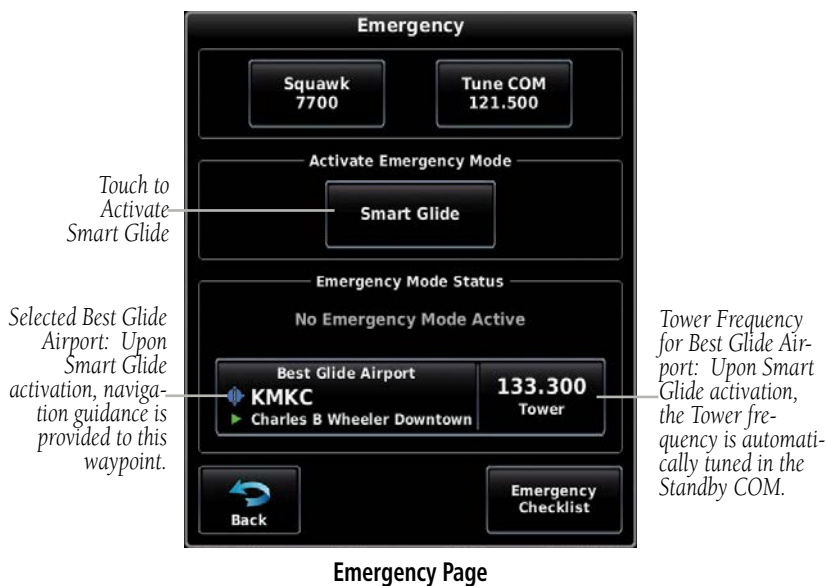 Emergency
Squawk
7700
Tune COM
121.500
Activate Emergency Mode
Touch to
Activate
Smart Glide
Smart Glide
Emergency Mode Status
No Emergency Mode Active
Selected Best Glide
Airport: Upon
Smart Glide
activation, naviga-
tion guidance is
provided to this
waypoint.
Best Glide Airport
KMKC
Charles B Wheeler Downtown
133.300
Tower
Tower Frequency
for Best Glide Air-
port: Upon Smart
Glide activation,
the Tower fre-
quency is automati-
cally tuned in the
Standby COM.
Back
Emergency
Checklist
Emergency Page